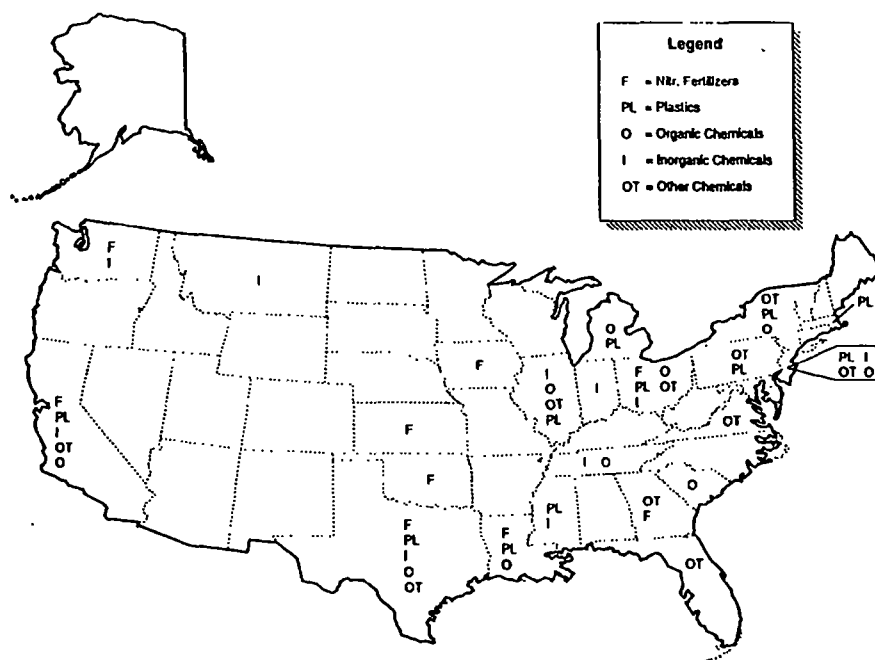 Legend
F = Nitr. Fertilizers
PL = Plastics
O = Organic Chemicals
I = Inorganic Chemicals
OT = Other Chemicals
F
I
I
O
PL
OT
PL
O
PL
F
I
O
OT
PL
I
F
PL
I
O
OT
OT
PL
PL I
OT O
F
PL
I
OT
O
F
OT
I O
F
O
PL
I
OT
F
F
PL
I
O
OT
F
PL
O
OT